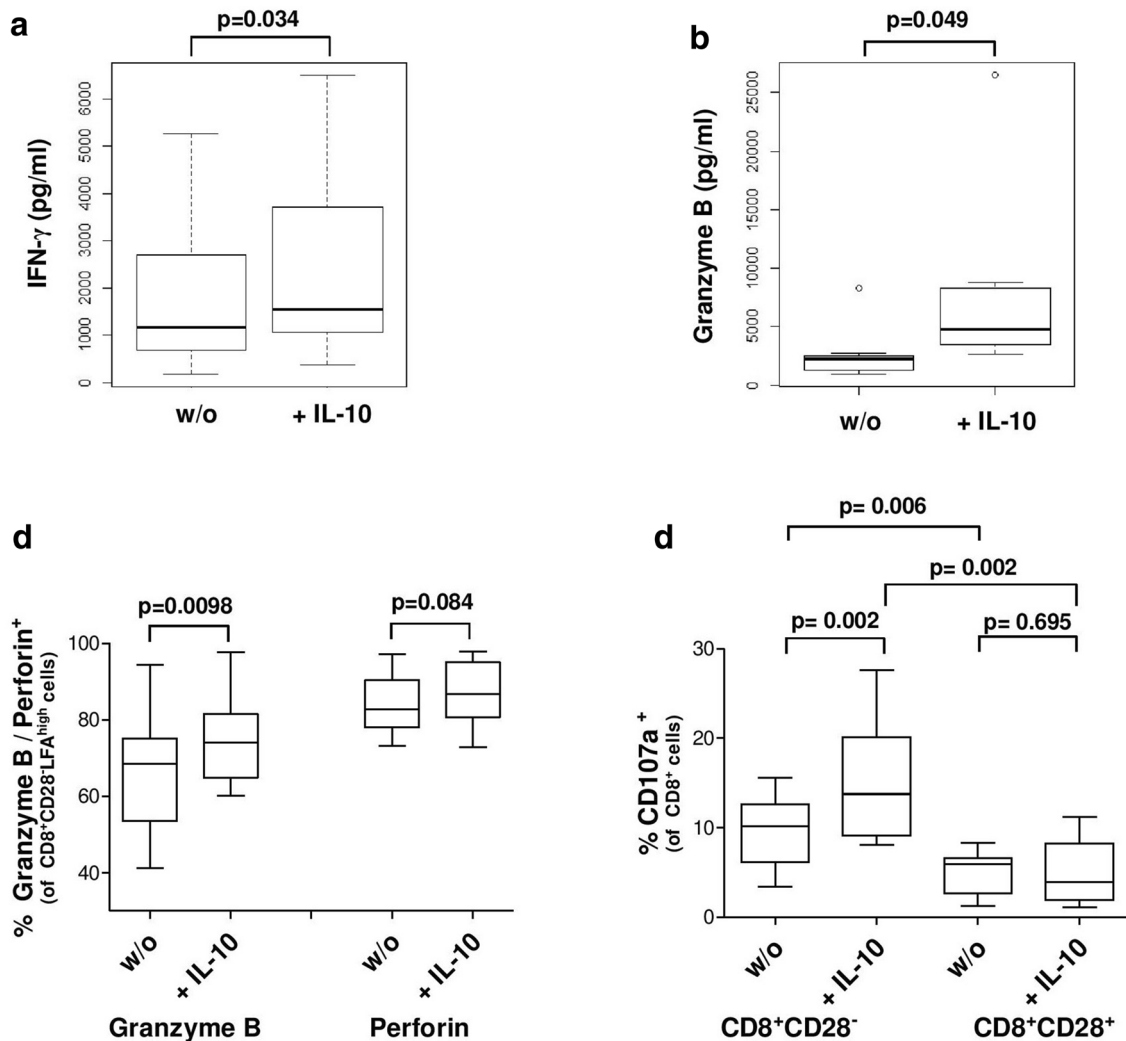 a
p=0.034
IFN-γ (pg/ml)
6000
5000
4000
3000
2000
1000
0
w/o
+ IL-10
b
p=0.049
Granzyme B (pg/ml)
25000
20000
15000
10000
5000
0
w/o
+ IL-10
d
p=0.0098
p=0.084
% Granzyme B / Perforin⁺
(of CD8⁺CD28⁻LFAʰⁱᵍʰ cells)
100
80
60
40
w/o
+ IL-10
w/o
+ IL-10
Granzyme B
Perforin
d
p= 0.006
p= 0.002
p= 0.002
p= 0.695
% CD107a⁺
(of CD8⁺ cells)
30
20
10
0
w/o
+ IL-10
w/o
+ IL-10
CD8⁺CD28⁻
CD8⁺CD28⁺